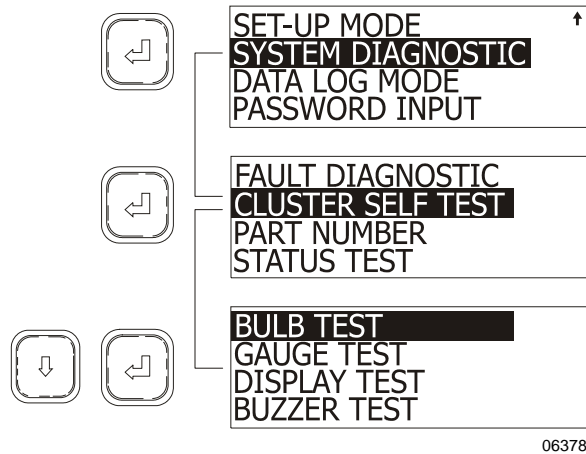 SET-UP MODE
SYSTEM DIAGNOSTIC
DATA LOG MODE
PASSWORD INPUT
FAULT DIAGNOSTIC
CLUSTER SELF TEST
PART NUMBER
STATUS TEST
BULB TEST
GAUGE TEST
DISPLAY TEST
BUZZER TEST
06378